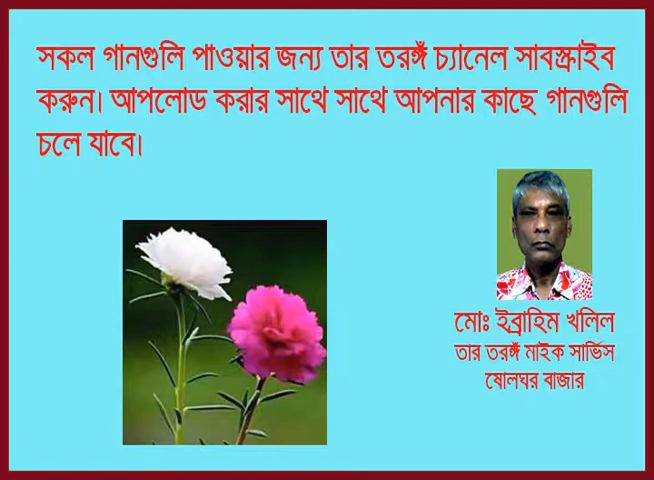 সকল গানগুলি পাওয়ার জন্য তার তরঙ্গঁ চ্যানেল সাবস্ক্রাইব
করুন। আপলোড করার সাথে সাথে আপনার কাছে গানগুলি
চলে যাবে।
মোঃ ইব্রাহিম খলিল
তার তরঙ্গঁ মাইক সার্ভিস
ষোলঘর বাজার